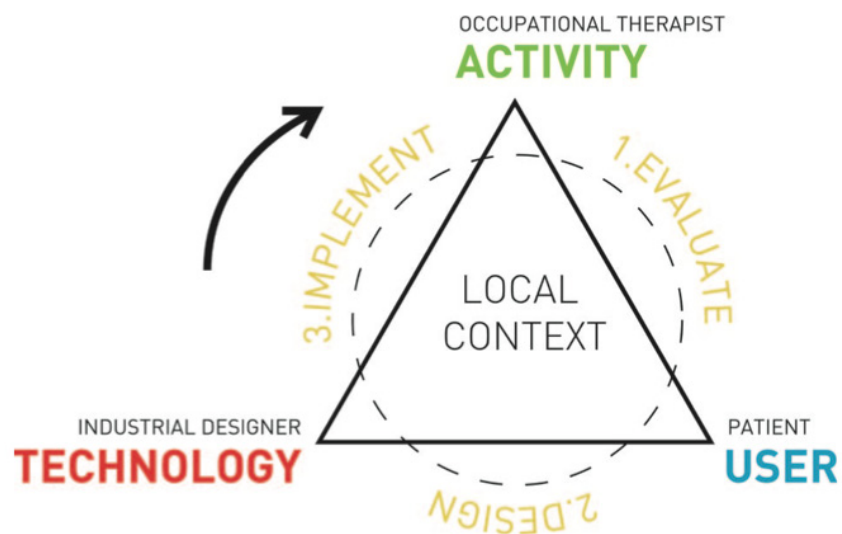 OCCUPATIONAL THERAPIST
ACTIVITY
1.EVALUATE
3.IMPLEMENT
LOCAL
CONTEXT
INDUSTRIAL DESIGNER
TECHNOLOGY
PATIENT
USER
2.DESIGN